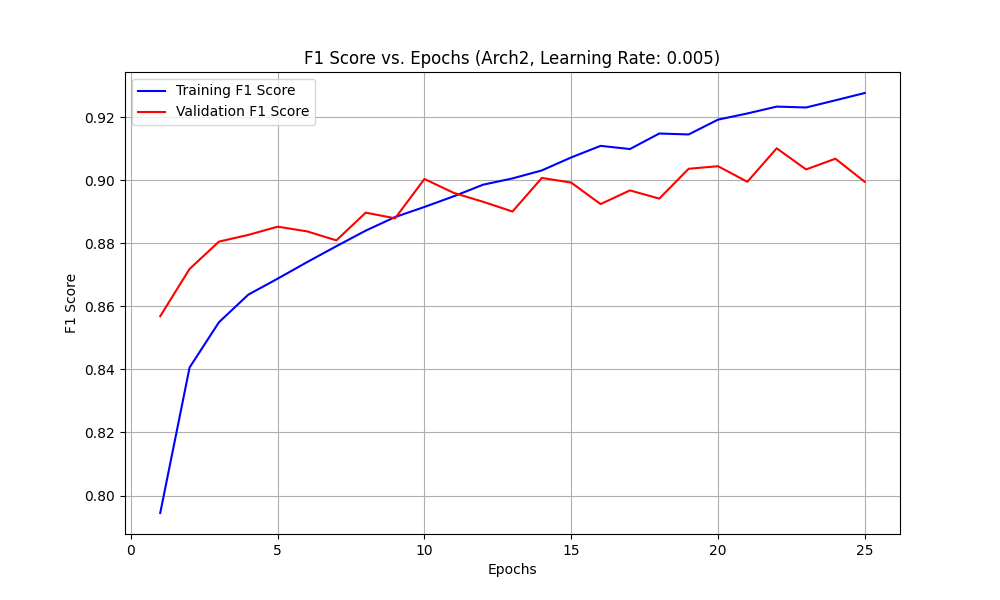 F1 Score vs. Epochs (Arch2, Learning Rate: 0.005)
Training F1 Score
Validation F1 Score
F1 Score
0.92
0.90
0.88
0.86
0.84
0.82
0.80
0 5 10 15 20 25
Epochs